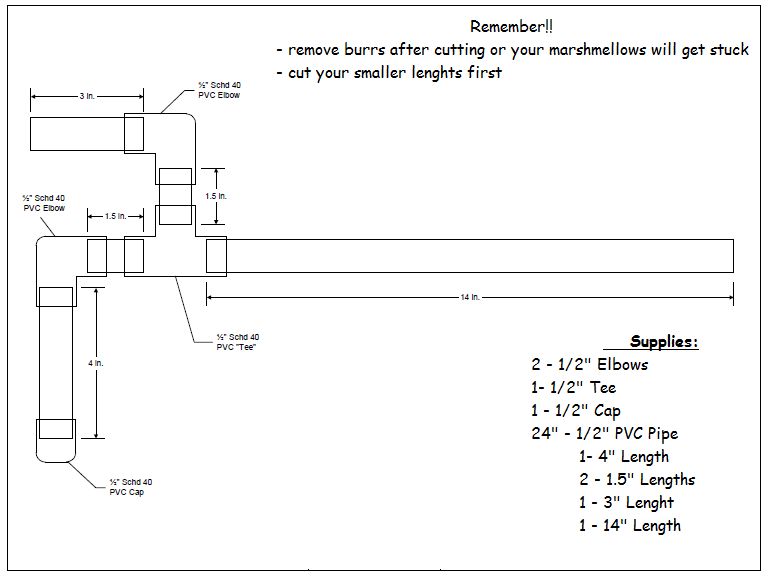 Remember!!
- remove burrs after cutting or your marshmellows will get stuck
- cut your smaller lenghts first
½" Schd 40
PVC Elbow
3 in.
1.5 in.
½" Schd 40
PVC Elbow
1.5 in.
14 in.
½" Schd 40
PVC "Tee"
4 in.
½" Schd 40
PVC Cap
Supplies:
2 - 1/2" Elbows
1- 1/2" Tee
1 - 1/2" Cap
24" - 1/2" PVC Pipe
1- 4" Length
2 - 1.5" Lengths
1 - 3" Lenght
1 - 14" Length